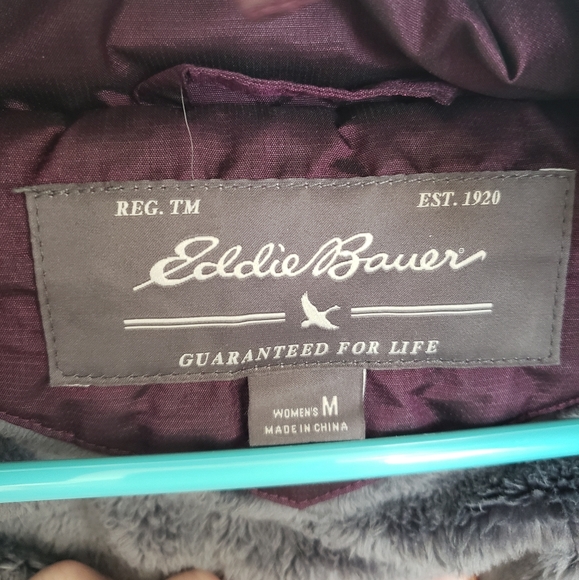 REG. TM EST. 1920
Eddie Bauer®
GUARANTEED FOR LIFE
WOMEN'S M
MADE IN CHINA